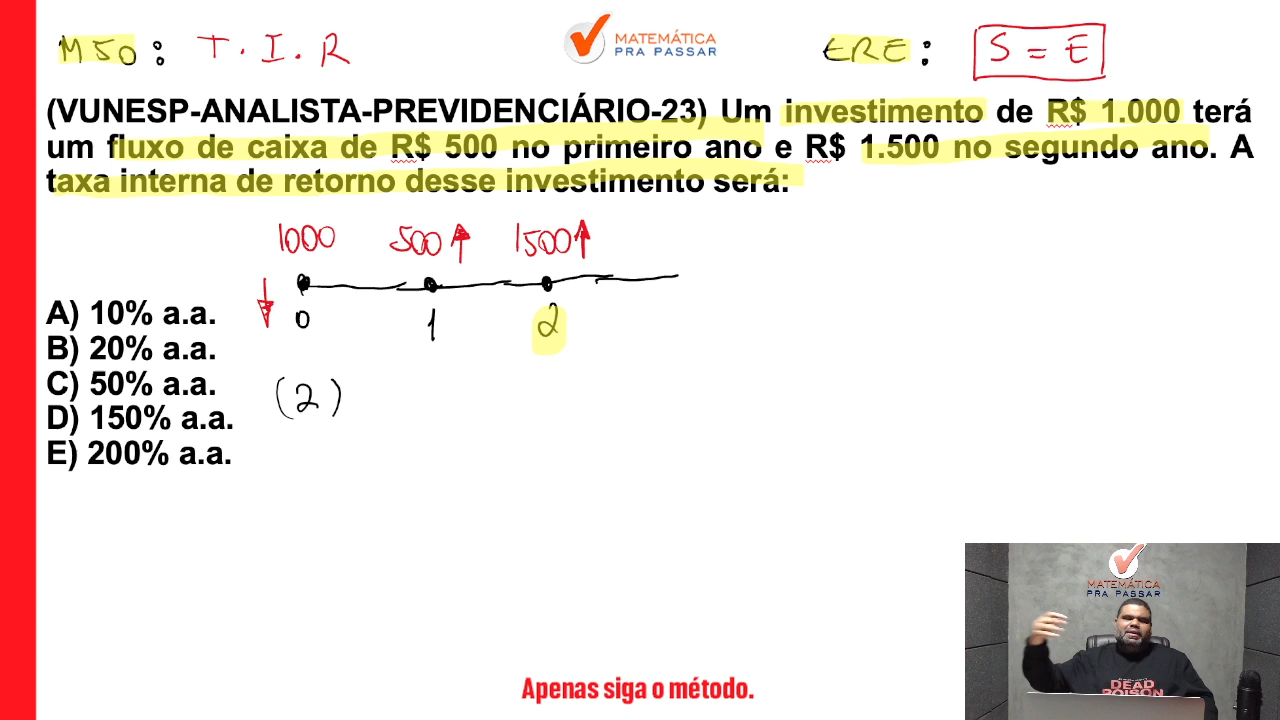 M50: T.I.R
MATEMÁTICA
PRA PASSAR
ERE: S = E
(VUNESP-ANALISTA-PREVIDENCIÁRIO-23) Um investimento de R$ 1.000 terá
um fluxo de caixa de R$ 500 no primeiro ano e R$ 1.500 no segundo ano. A
taxa interna de retorno desse investimento será:
1000 500 1500
0 1 2
A) 10% a.a.
B) 20% a.a.
C) 50% a.a.
D) 150% a.a.
E) 200% a.a.
(2)
MATEMÁTICA
PRA PASSAR
DEAD
POISON
Apenas siga o método.